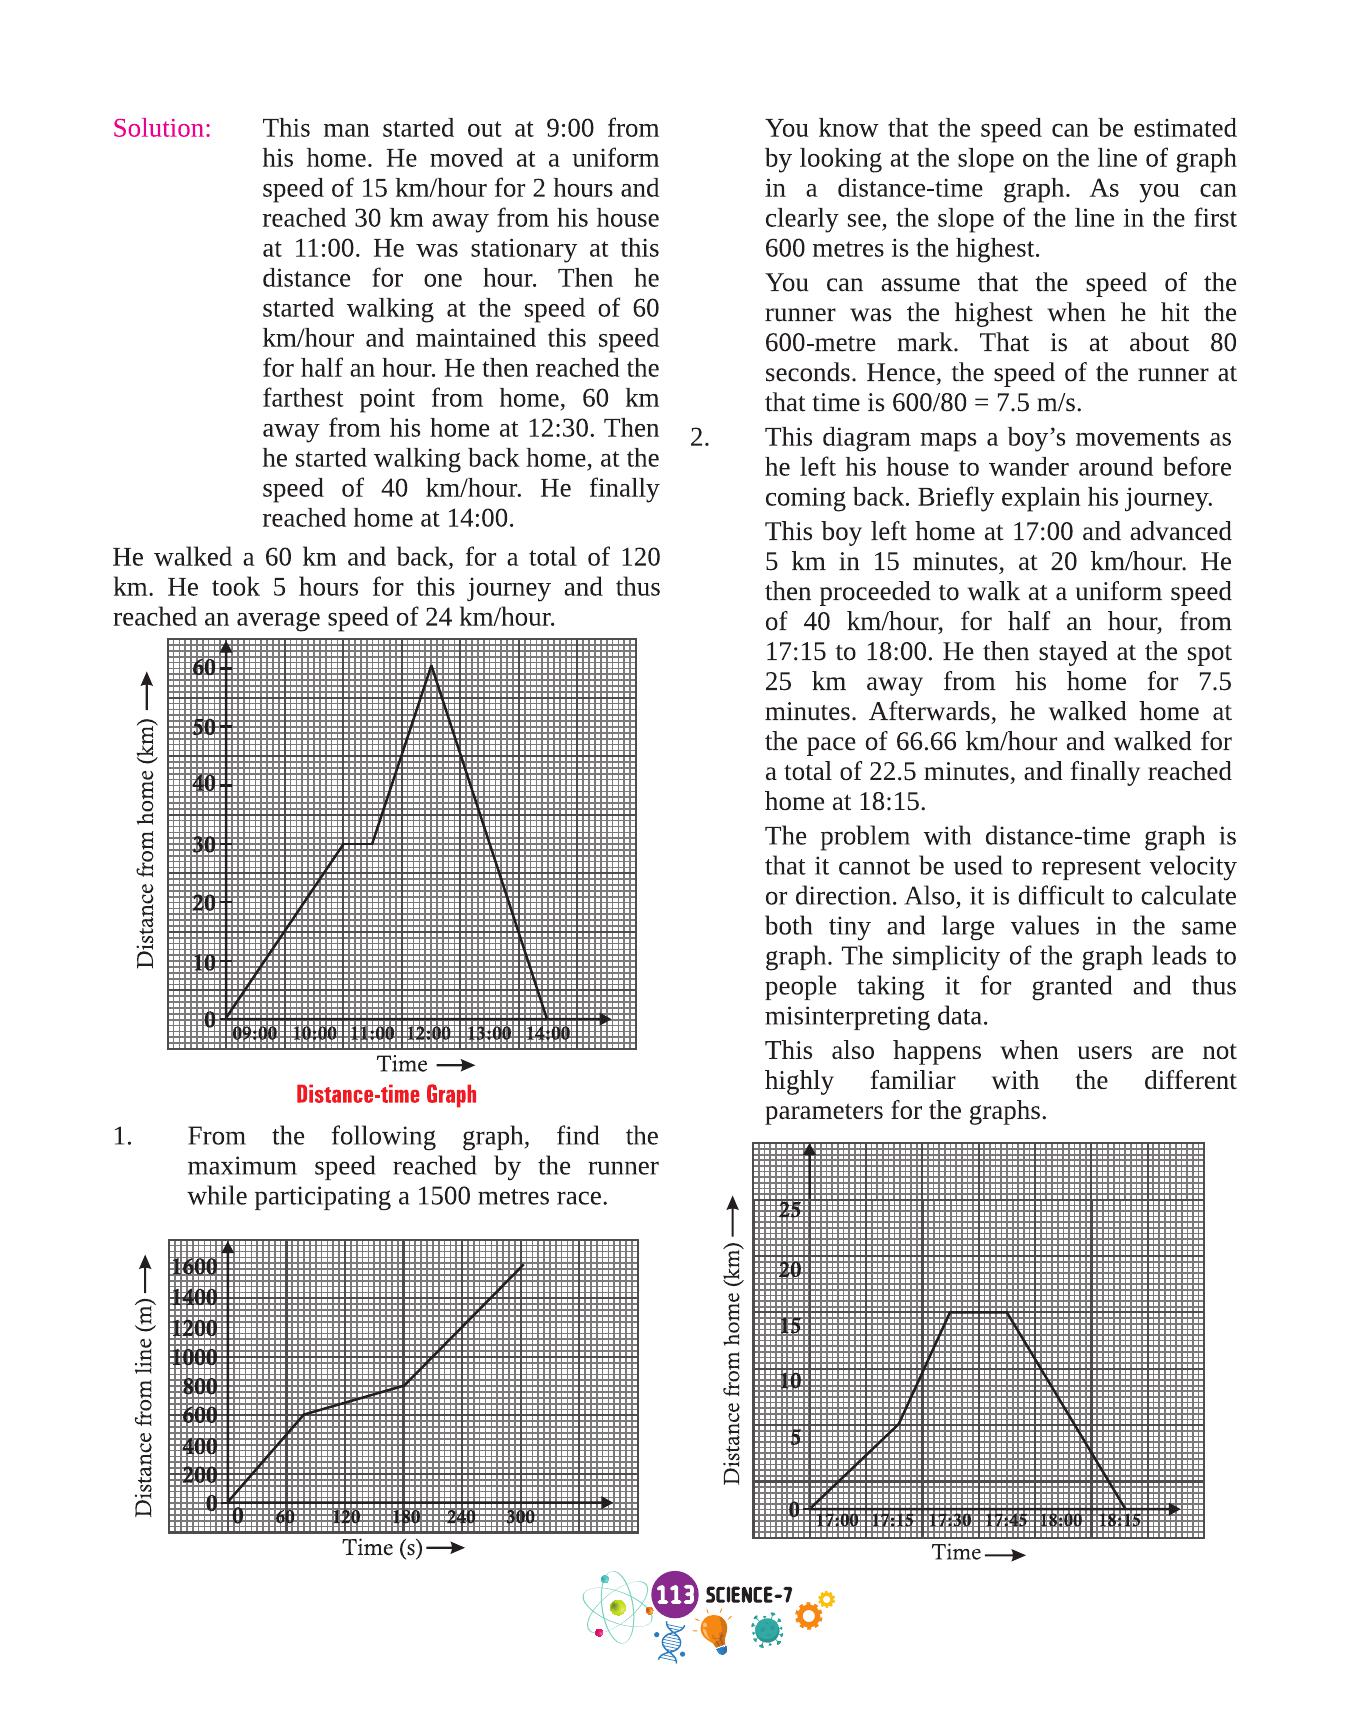 Solution:
This man started out at 9:00 from
his home. He moved at a uniform
speed of 15 km/hour for 2 hours and
reached 30 km away from his house
at 11:00. He was stationary at this
distance for one hour. Then he
started walking at the speed of 60
km/hour and maintained this speed
for half an hour. He then reached the
farthest point from home, 60 km
away from his home at 12:30. Then
he started walking back home, at the
speed of 40 km/hour. He finally
reached home at 14:00.
He walked a 60 km and back, for a total of 120
km. He took 5 hours for this journey and thus
reached an average speed of 24 km/hour.
Distance from home (km)
60
50
40
30
20
10
0
09:00 10:00 11:00 12:00 13:00 14:00
Time
Distance-time Graph
1. From the following graph, find the
maximum speed reached by the runner
while participating a 1500 metres race.
Distance from line (m)
1600
1400
1200
1000
800
600
400
200
0
0 60 120 180 240 300
Time (s)
You know that the speed can be estimated
by looking at the slope on the line of graph
in a distance-time graph. As you can
clearly see, the slope of the line in the first
600 metres is the highest.
You can assume that the speed of the
runner was the highest when he hit the
600-metre mark. That is at about 80
seconds. Hence, the speed of the runner at
that time is 600/80 = 7.5 m/s.
2. This diagram maps a boy’s movements as
he left his house to wander around before
coming back. Briefly explain his journey.
This boy left home at 17:00 and advanced
5 km in 15 minutes, at 20 km/hour. He
then proceeded to walk at a uniform speed
of 40 km/hour, for half an hour, from
17:15 to 18:00. He then stayed at the spot
25 km away from his home for 7.5
minutes. Afterwards, he walked home at
the pace of 66.66 km/hour and walked for
a total of 22.5 minutes, and finally reached
home at 18:15.
The problem with distance-time graph is
that it cannot be used to represent velocity
or direction. Also, it is difficult to calculate
both tiny and large values in the same
graph. The simplicity of the graph leads to
people taking it for granted and thus
misinterpreting data.
This also happens when users are not
highly familiar with the different
parameters for the graphs.
Distance from home (km)
25
20
15
10
5
0
17:00 17:15 17:30 17:45 18:00 18:15
Time
113 SCIENCE-7